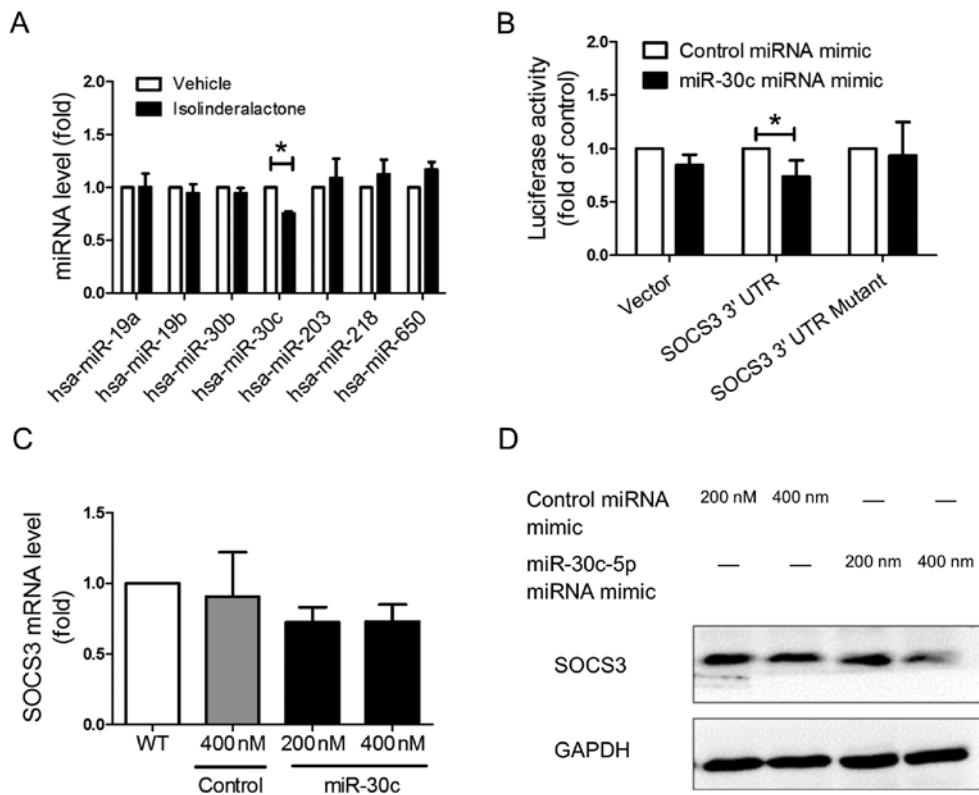 A
miRNA level (fold)
2.0
1.5
1.0
0.5
0.0
Vehicle
Isolinderalactone
*
hsa-miR-19a
hsa-miR-19b
hsa-miR-30b
hsa-miR-30c
hsa-miR-203
hsa-miR-218
hsa-miR-650
B
Luciferase activity
(fold of control)
2.0
1.5
1.0
0.5
0.0
Control miRNA mimic
miR-30c miRNA mimic
*
Vector
SOCS3 3' UTR
SOCS3 3' UTR Mutant
C
SOCS3 mRNA level
(fold)
1.5
1.0
0.5
0.0
WT
400 nM
200 nM
400 nM
Control
miR-30c
D
Control miRNA
mimic
200 nM 400 nm — —
miR-30c-5p
miRNA mimic
— — 200 nm 400 nm
SOCS3
GAPDH